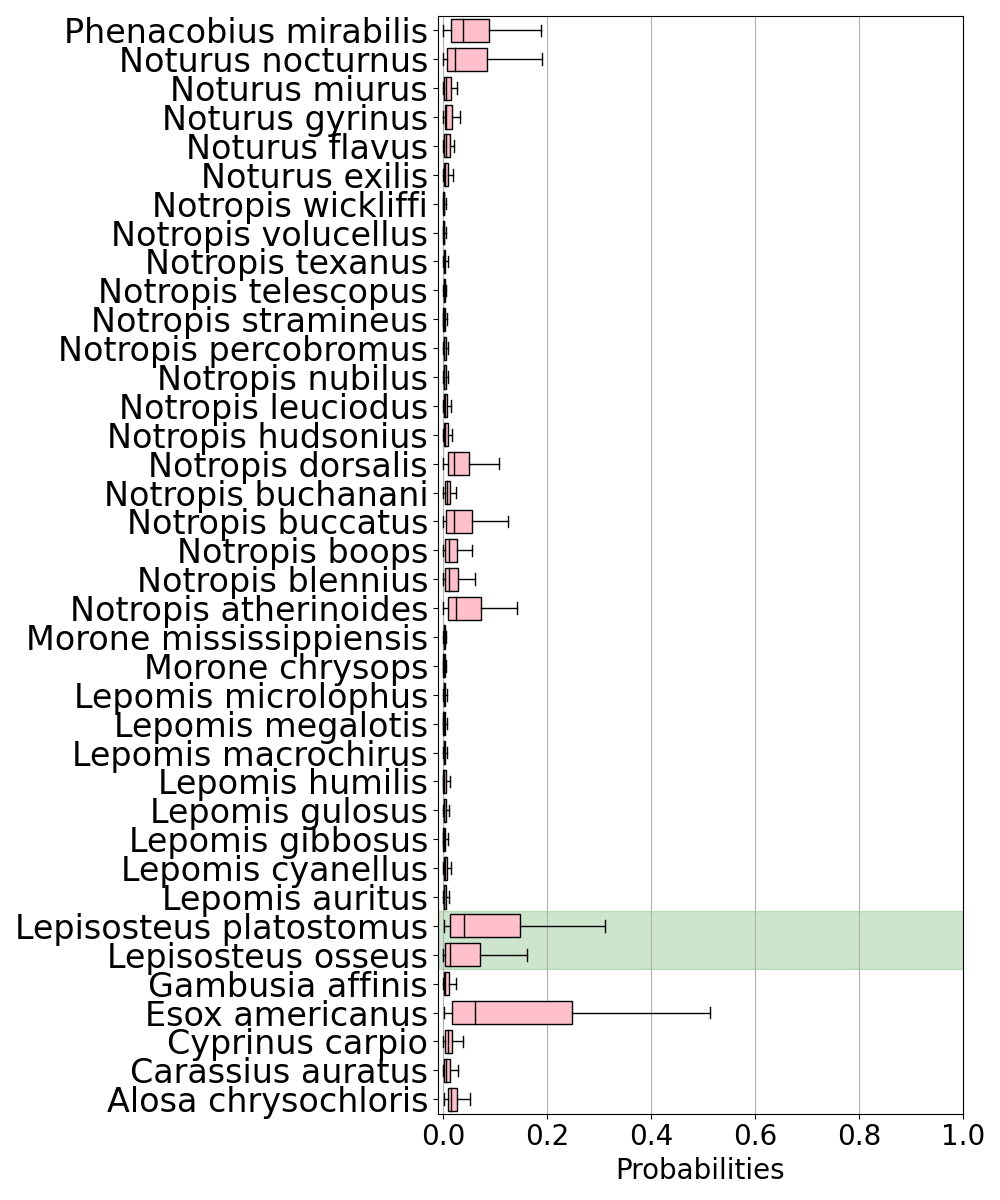 Phenacobius mirabilis
Noturus nocturnus
Noturus miurus
Noturus gyrinus
Noturus flavus
Noturus exilis
Notropis wickliffi
Notropis volucellus
Notropis texanus
Notropis telescopus
Notropis stramineus
Notropis percobromus
Notropis nubilus
Notropis leuciodus
Notropis hudsonius
Notropis dorsalis
Notropis buchanani
Notropis buccatus
Notropis boops
Notropis blennius
Notropis atherinoides
Morone mississippiensis
Morone chrysops
Lepomis microlophus
Lepomis megalotis
Lepomis macrochirus
Lepomis humilis
Lepomis gulosus
Lepomis gibbosus
Lepomis cyanellus
Lepomis auritus
Lepisosteus platostomus
Lepisosteus osseus
Gambusia affinis
Esox americanus
Cyprinus carpio
Carassius auratus
Alosa chrysochloris
0.0 0.2 0.4 0.6 0.8 1.0
Probabilities